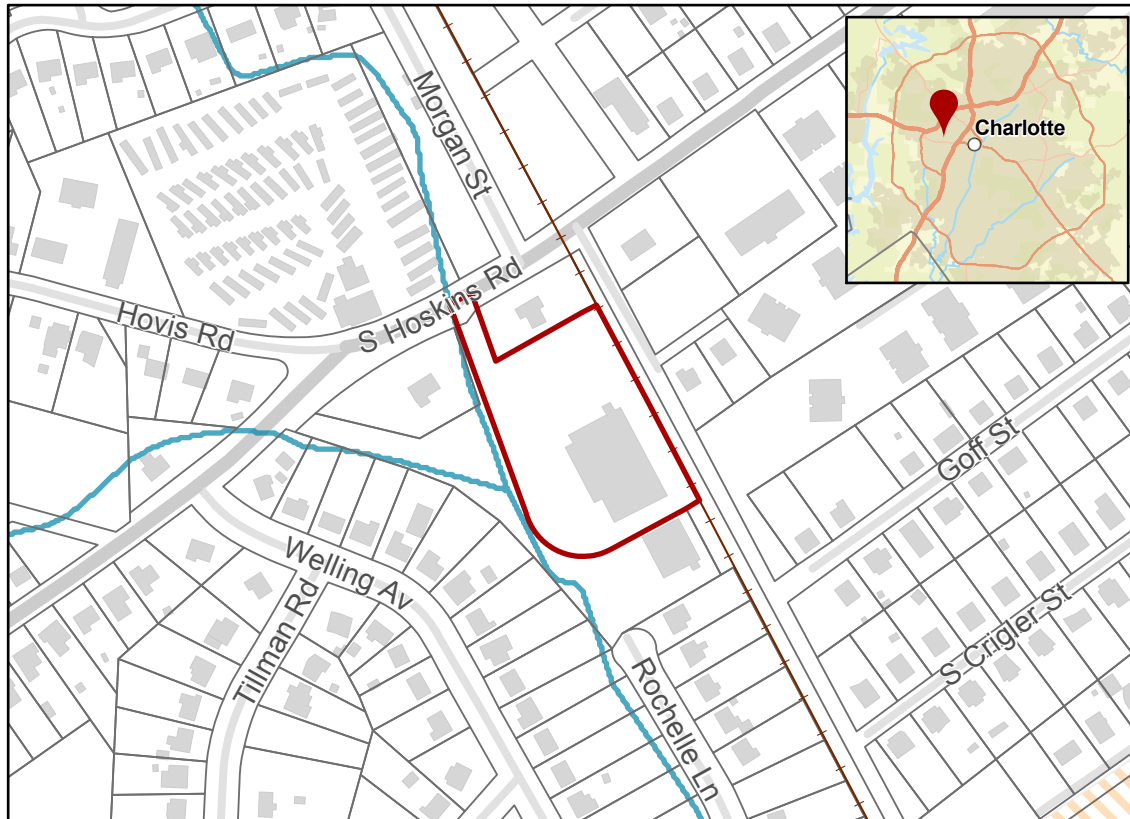 Morgan St
Charlotte
S Hoskins Rd
Hovis Rd
Goff St
Welling Av
Tillman Rd
S Crigler St
Rochelle Ln